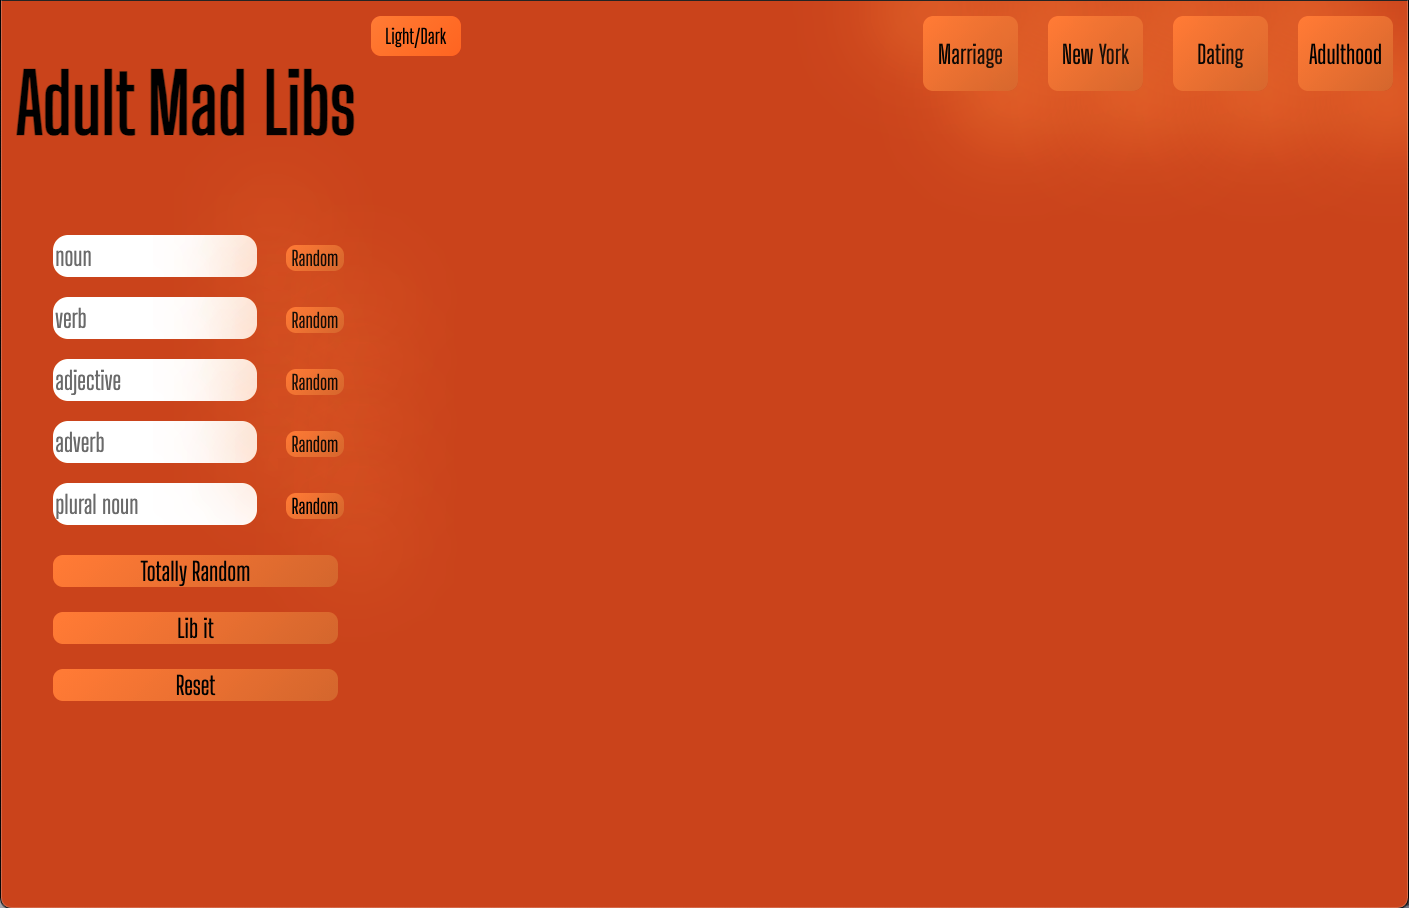 Light/Dark
Marriage
New York
Dating
Adulthood
Adult Mad Libs
noun
Random
verb
Random
adjective
Random
adverb
Random
plural noun
Random
Totally Random
Lib it
Reset